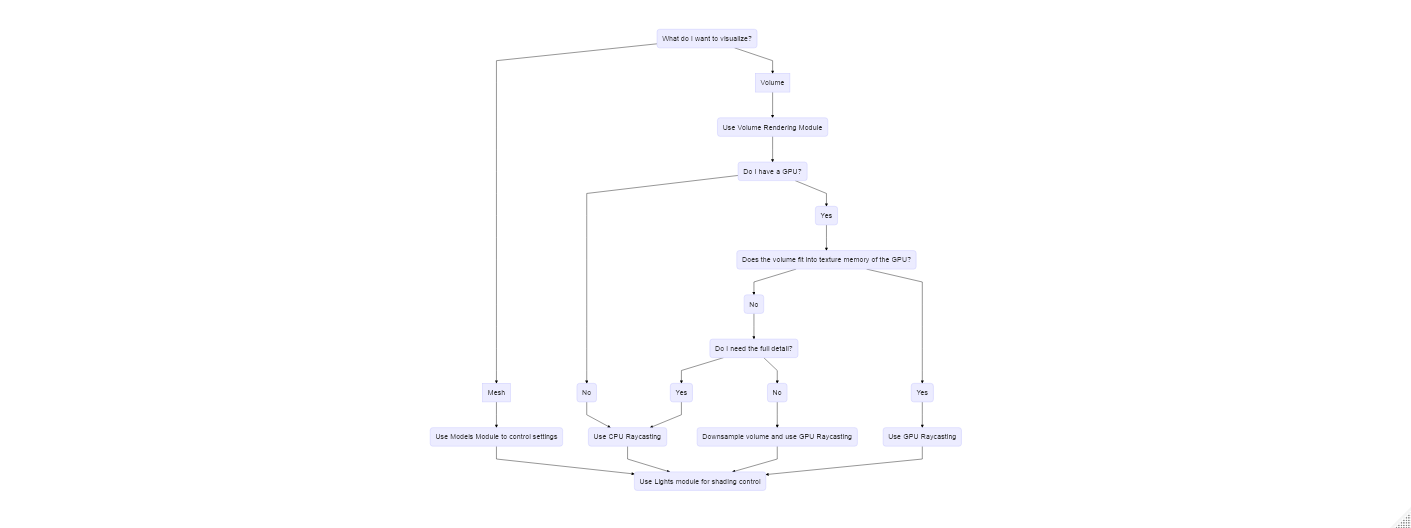 What do I want to visualize?
Volume
Use Volume Rendering Module
Do I have a GPU?
Yes
Does the volume fit into texture memory of the GPU?
No
Do I need the full detail?
Mesh
No
Yes
No
Yes
Use Models Module to control settings
Use CPU Raycasting
Downsample volume and use GPU Raycasting
Use GPU Raycasting
Use Lights module for shading control